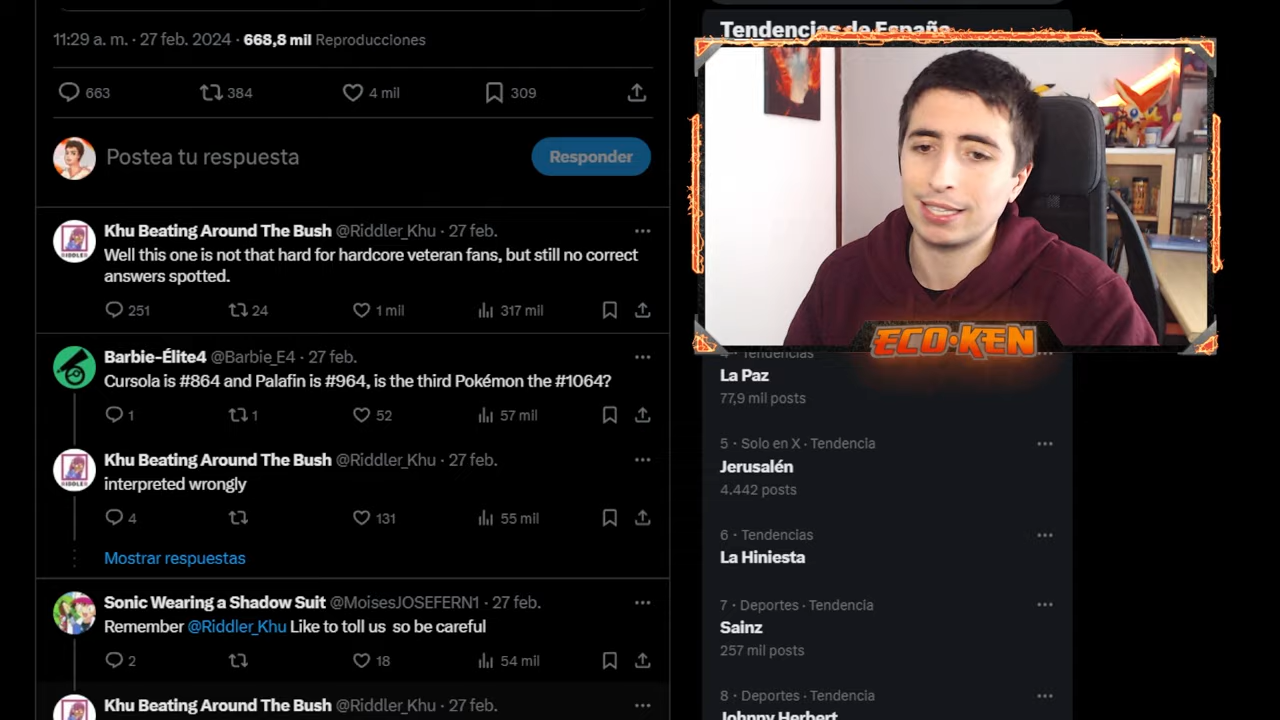 11:29 a. m. · 27 feb. 2024 · 668,8 mil Reproducciones
663 384 4 mil 309
Postea tu respuesta
Responder
Khu Beating Around The Bush @Riddler_Khu · 27 feb.
Well this one is not that hard for hardcore veteran fans, but still no correct
answers spotted.
251 24 1 mil 317 mil
Barbie-Élite4 @Barbie_E4 · 27 feb.
Cursola is #864 and Palafin is #964, is the third Pokémon the #1064?
1 1 52 57 mil
Khu Beating Around The Bush @Riddler_Khu · 27 feb.
interpreted wrongly
4 131 55 mil
Mostrar respuestas
Sonic Wearing a Shadow Suit @MoisesJOSEFERN1 · 27 feb.
Remember @Riddler_Khu Like to toll us so be careful
2 18 54 mil
Khu Beating Around The Bush @Riddler_Khu · 27 feb.
Tendencias de España
ECO·KEN
4 · Tendencias
La Paz
77,9 mil posts
5 · Solo en X · Tendencia
Jerusalén
4.442 posts
6 · Tendencias
La Hiniesta
7 · Deportes · Tendencia
Sainz
257 mil posts
8 · Deportes · Tendencia
Johnny Herbert